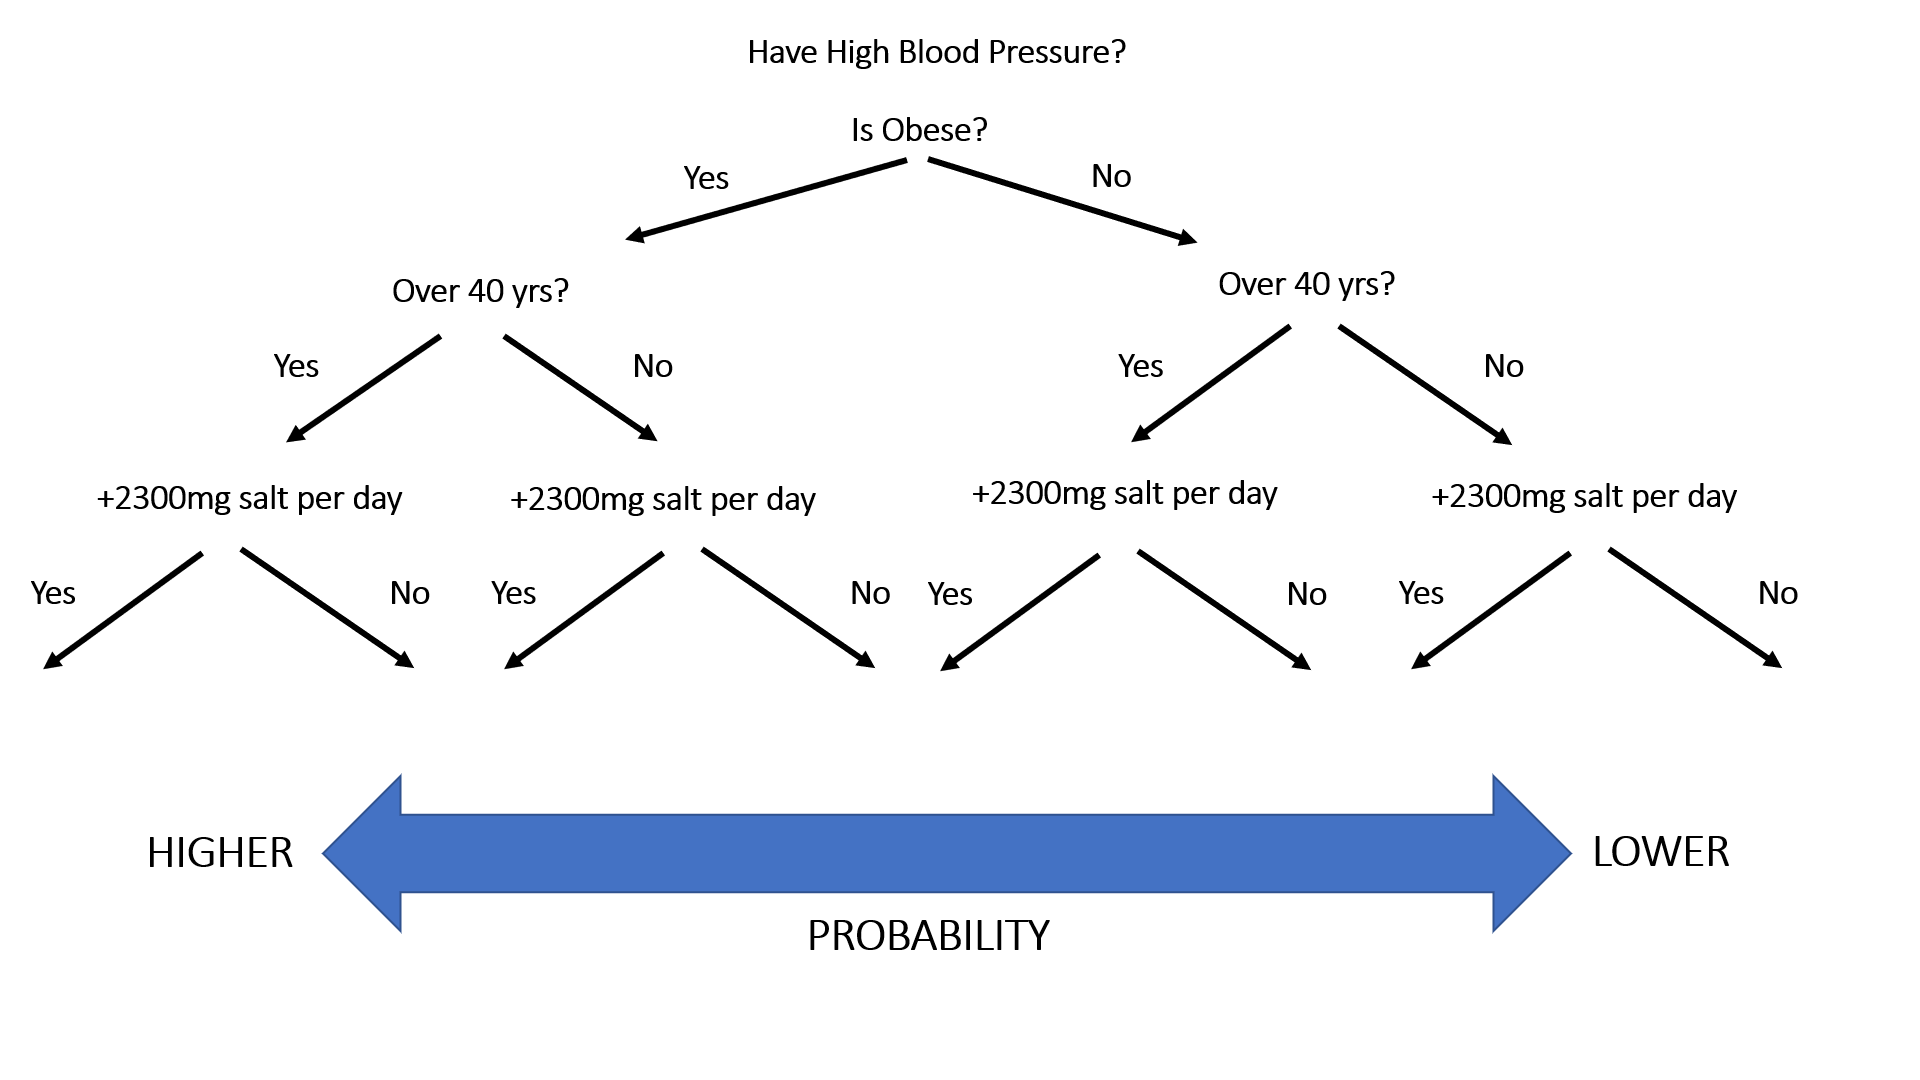 Have High Blood Pressure?
Is Obese?
Yes
No
Over 40 yrs?
Over 40 yrs?
Yes
No
Yes
No
+2300mg salt per day
+2300mg salt per day
+2300mg salt per day
+2300mg salt per day
Yes
No
Yes
No
Yes
No
Yes
No
HIGHER
LOWER
PROBABILITY